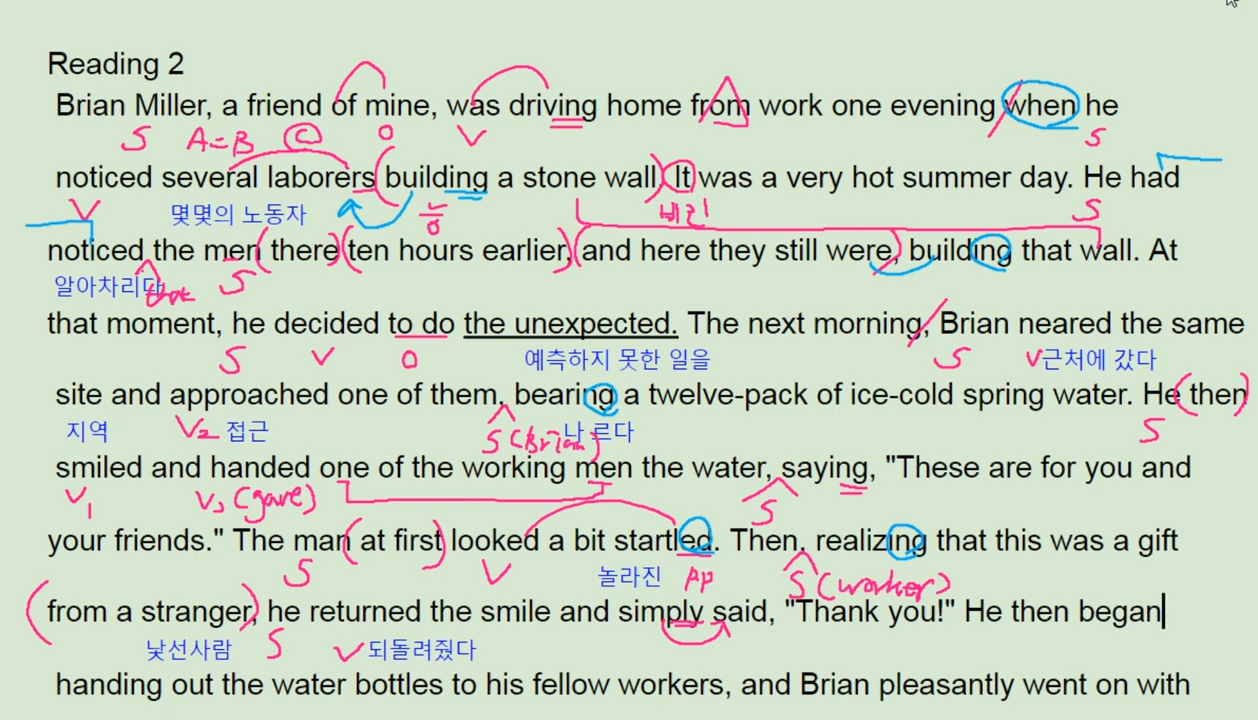 Reading 2
Brian Miller, a friend of mine, was driving home from work one evening when he
S A=B C O V S
noticed several laborers building a stone wall. It was a very hot summer day. He had
V 몇몇의 노동자 능 비인 S
noticed the men there ten hours earlier, and here they still were, building that wall. At
알아차리다 that S
that moment, he decided to do the unexpected. The next morning, Brian neared the same
S V O 예측하지 못한 일을 S V 근처에 갔다
site and approached one of them, bearing a twelve-pack of ice-cold spring water. He then
지역 V2 접근 S (Brian) 나르다 S
smiled and handed one of the working men the water, saying, "These are for you and
V1 V2 (gave) S
your friends." The man at first looked a bit startled. Then, realizing that this was a gift
S V 놀라진 PP S (worker)
from a stranger, he returned the smile and simply said, "Thank you!" He then began
낯선사람 S V 되돌려줬다
handing out the water bottles to his fellow workers, and Brian pleasantly went on with